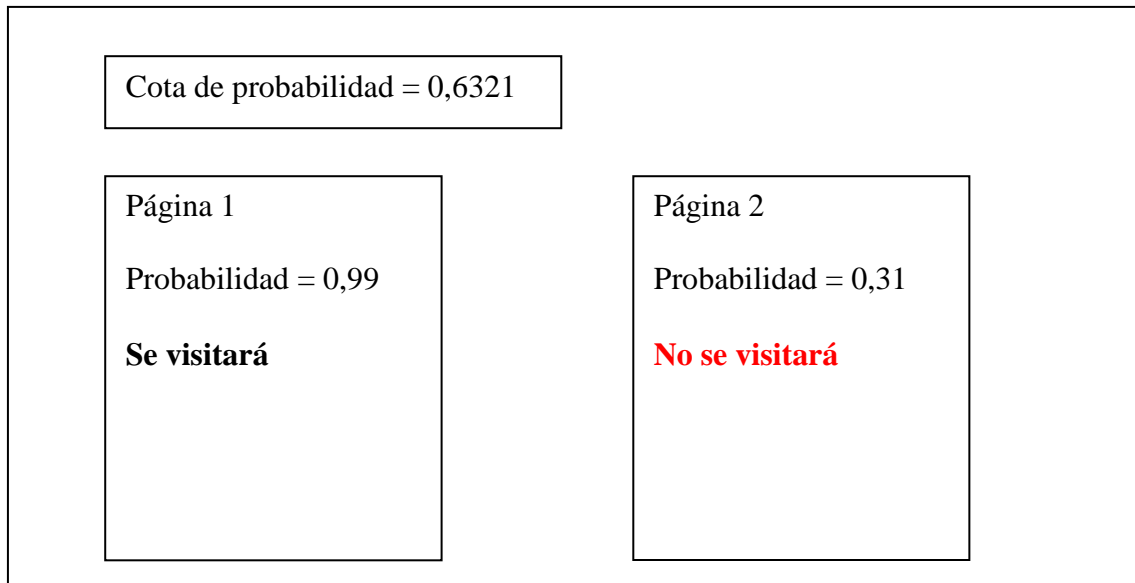 Cota de probabilidad = 0,6321
Página 1
Probabilidad = 0,99
Se visitará
Página 2
Probabilidad = 0,31
No se visitará